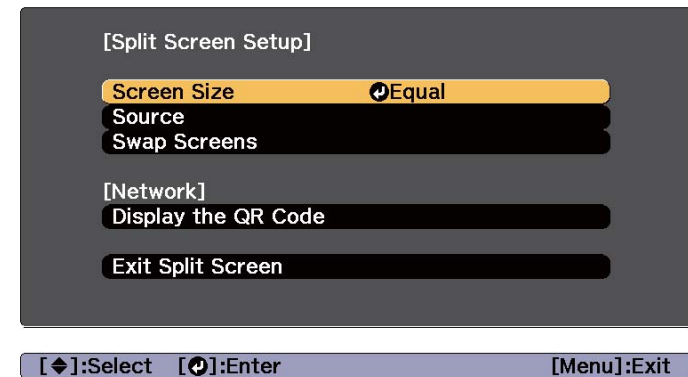 [Split Screen Setup]
Screen Size Equal
Source
Swap Screens
[Network]
Display the QR Code
Exit Split Screen
[ ]:Select [ ]:Enter [Menu]:Exit